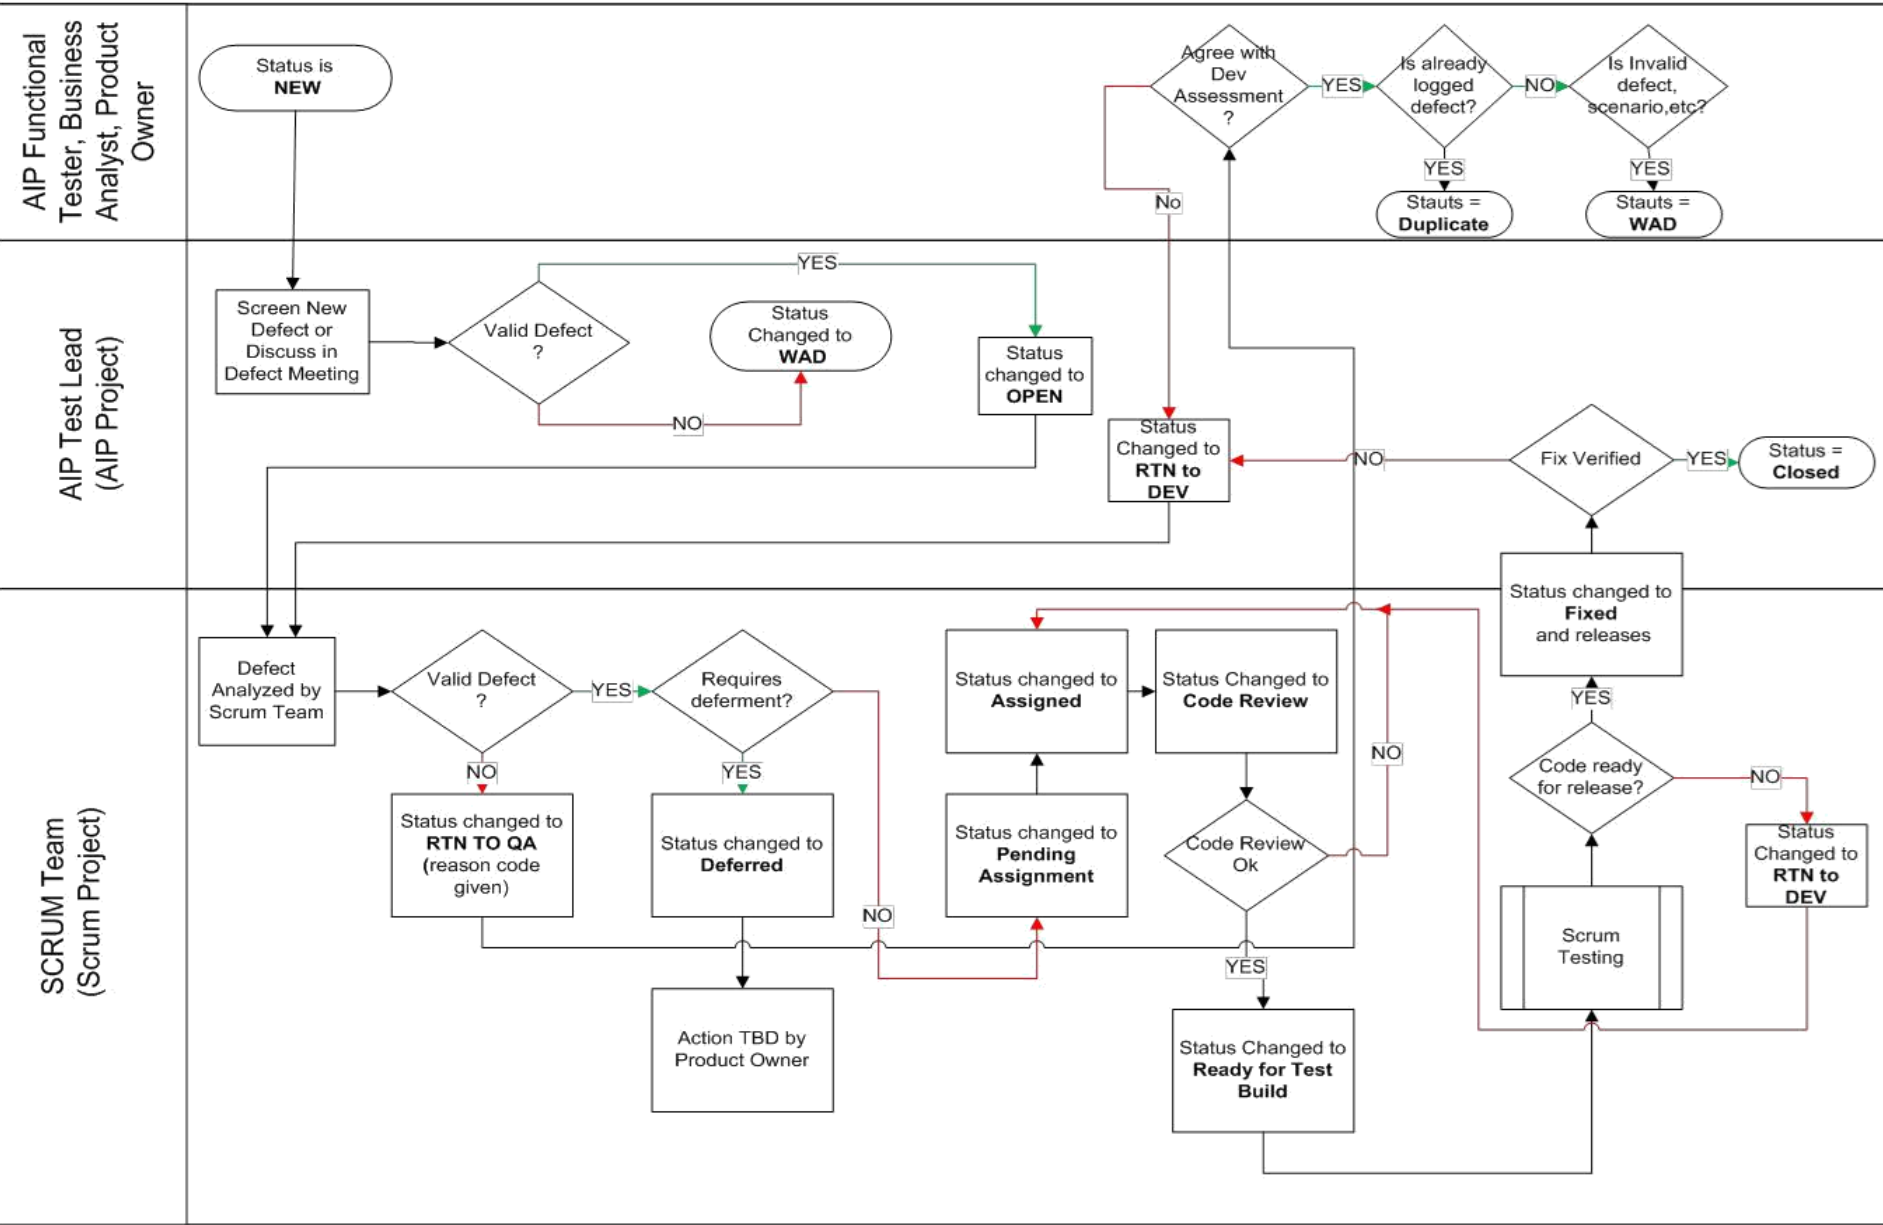 AIP Functional
Tester, Business
Analyst, Product
Owner
Status is
NEW
Agree with
Dev
Assessment
?
YES
Is already
logged
defect?
NO
Is Invalid
defect,
scenario,etc?
YES
YES
Stauts =
Duplicate
Stauts =
WAD
No
AIP Test Lead
(AIP Project)
Screen New
Defect or
Discuss in
Defect Meeting
Valid Defect
?
YES
NO
Status
Changed to
WAD
Status
changed to
OPEN
Status
Changed to
RTN to
DEV
NO
Fix Verified
YES
Status =
Closed
SCRUM Team
(Scrum Project)
Defect
Analyzed by
Scrum Team
Valid Defect
?
YES
Requires
deferment?
NO
YES
NO
Status changed to
RTN TO QA
(reason code
given)
Status changed to
Deferred
Action TBD by
Product Owner
Status changed to
Assigned
Status changed to
Pending
Assignment
Status Changed to
Code Review
Code Review
Ok
NO
YES
Status Changed to
Ready for Test
Build
Status changed to
Fixed
and releases
YES
Code ready
for release?
NO
Status
Changed to
RTN to
DEV
Scrum
Testing